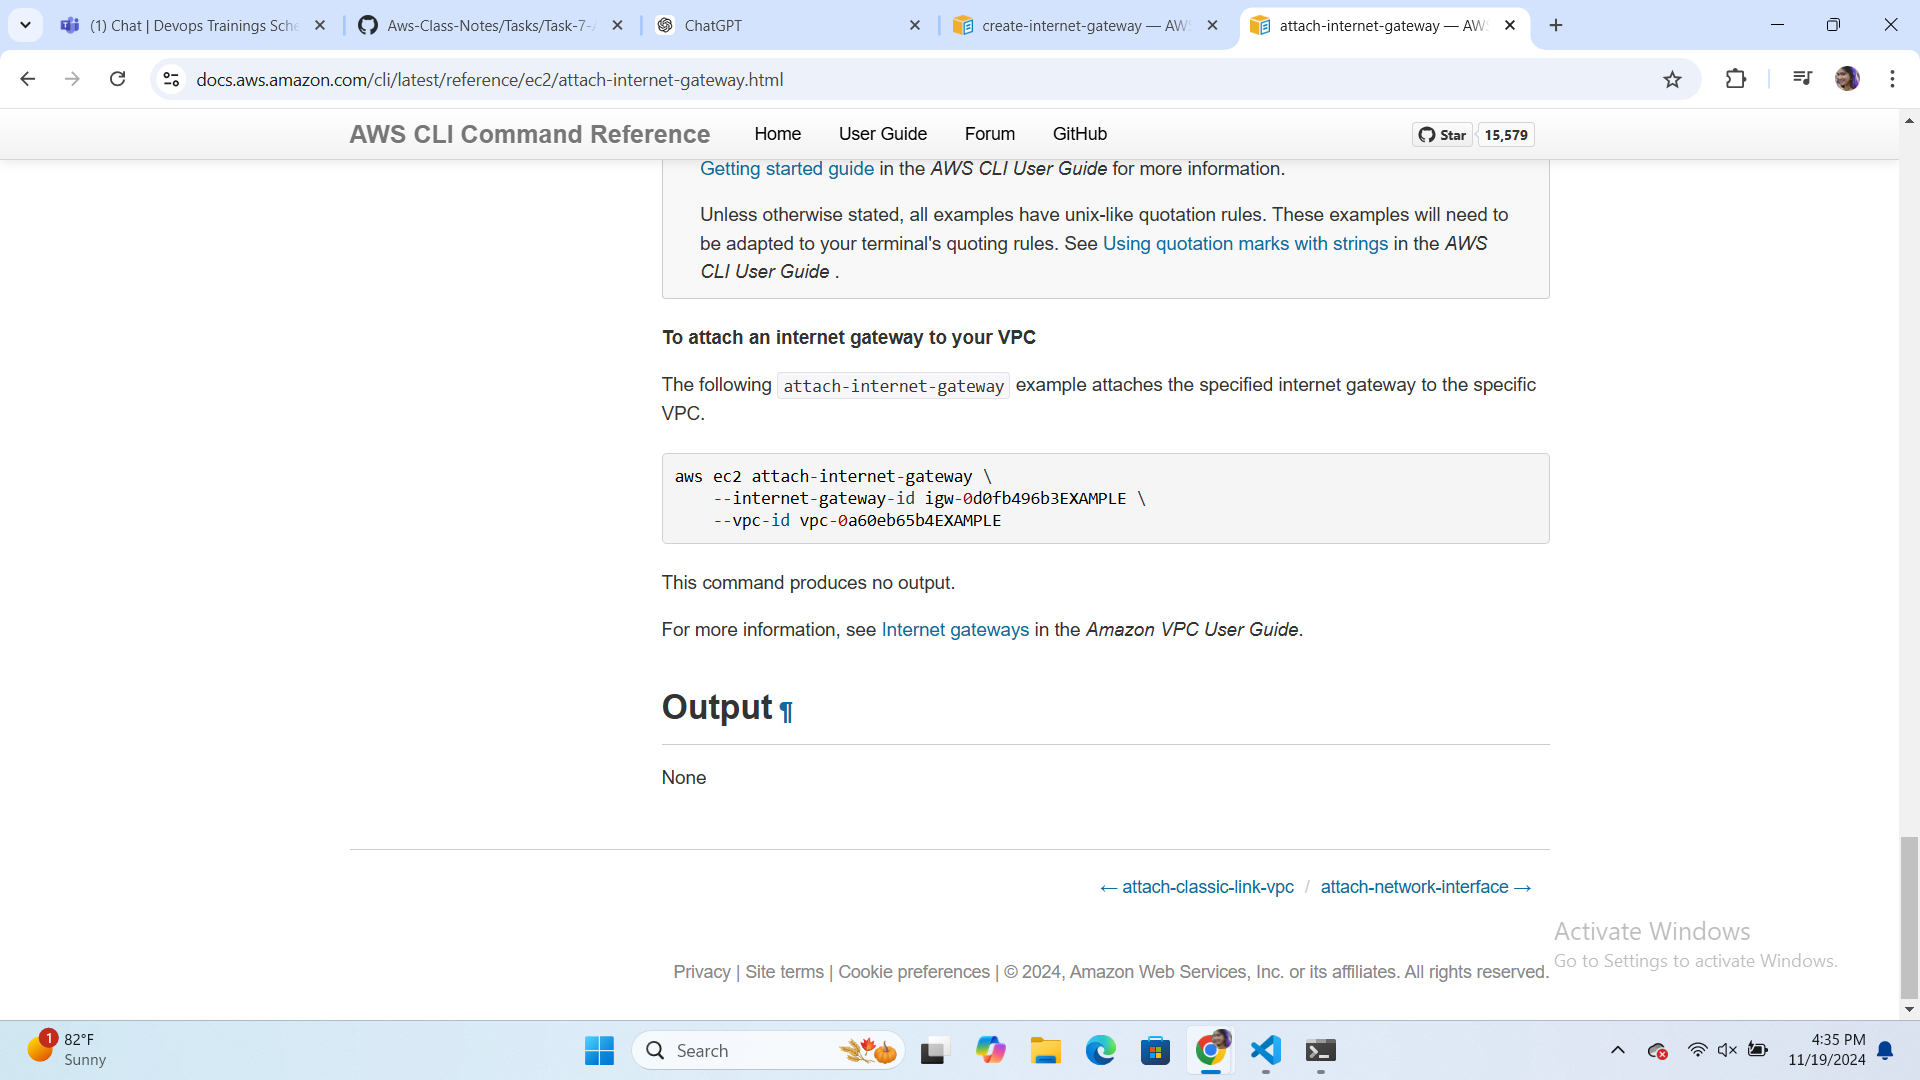 (1) Chat | Devops Trainings Sche
Aws-Class-Notes/Tasks/Task-7-A
ChatGPT
create-internet-gateway — AWS
attach-internet-gateway — AWS
docs.aws.amazon.com/cli/latest/reference/ec2/attach-internet-gateway.html
AWS CLI Command Reference Home User Guide Forum GitHub Star 15,579
Getting started guide in the AWS CLI User Guide for more information.
Unless otherwise stated, all examples have unix-like quotation rules. These examples will need to
be adapted to your terminal's quoting rules. See Using quotation marks with strings in the AWS
CLI User Guide .
To attach an internet gateway to your VPC
The following attach-internet-gateway example attaches the specified internet gateway to the specific
VPC.
aws ec2 attach-internet-gateway \
--internet-gateway-id igw-0d0fb496b3EXAMPLE \
--vpc-id vpc-0a60eb65b4EXAMPLE
This command produces no output.
For more information, see Internet gateways in the Amazon VPC User Guide.
Output ¶
None
← attach-classic-link-vpc / attach-network-interface →
Activate Windows
Go to Settings to activate Windows.
Privacy | Site terms | Cookie preferences | © 2024, Amazon Web Services, Inc. or its affiliates. All rights reserved.
1
82°F
Sunny
Search
4:35 PM
11/19/2024